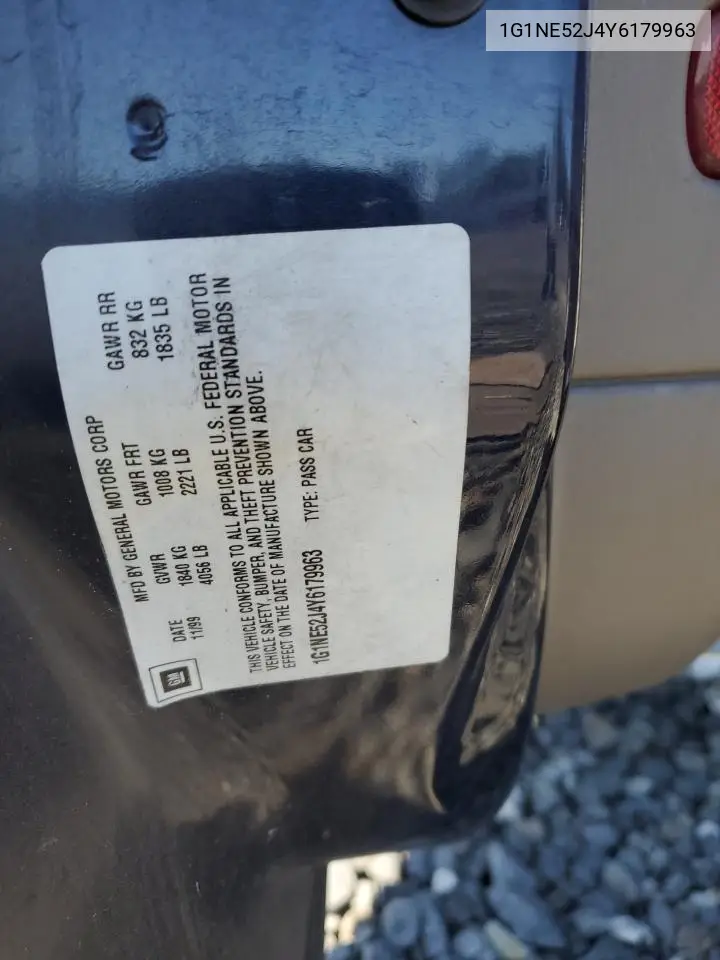 1G1NE52J4Y6179963
MFD BY GENERAL MOTORS CORP
DATE GVWR GAWR FRT GAWR RR
11/99 1840 KG 1008 KG 832 KG
4056 LB 2221 LB 1835 LB
THIS VEHICLE CONFORMS TO ALL APPLICABLE U.S. FEDERAL MOTOR
VEHICLE SAFETY, BUMPER, AND THEFT PREVENTION STANDARDS IN
EFFECT ON THE DATE OF MANUFACTURE SHOWN ABOVE.
1G1NE52J4Y6179963 TYPE: PASS CAR
GM